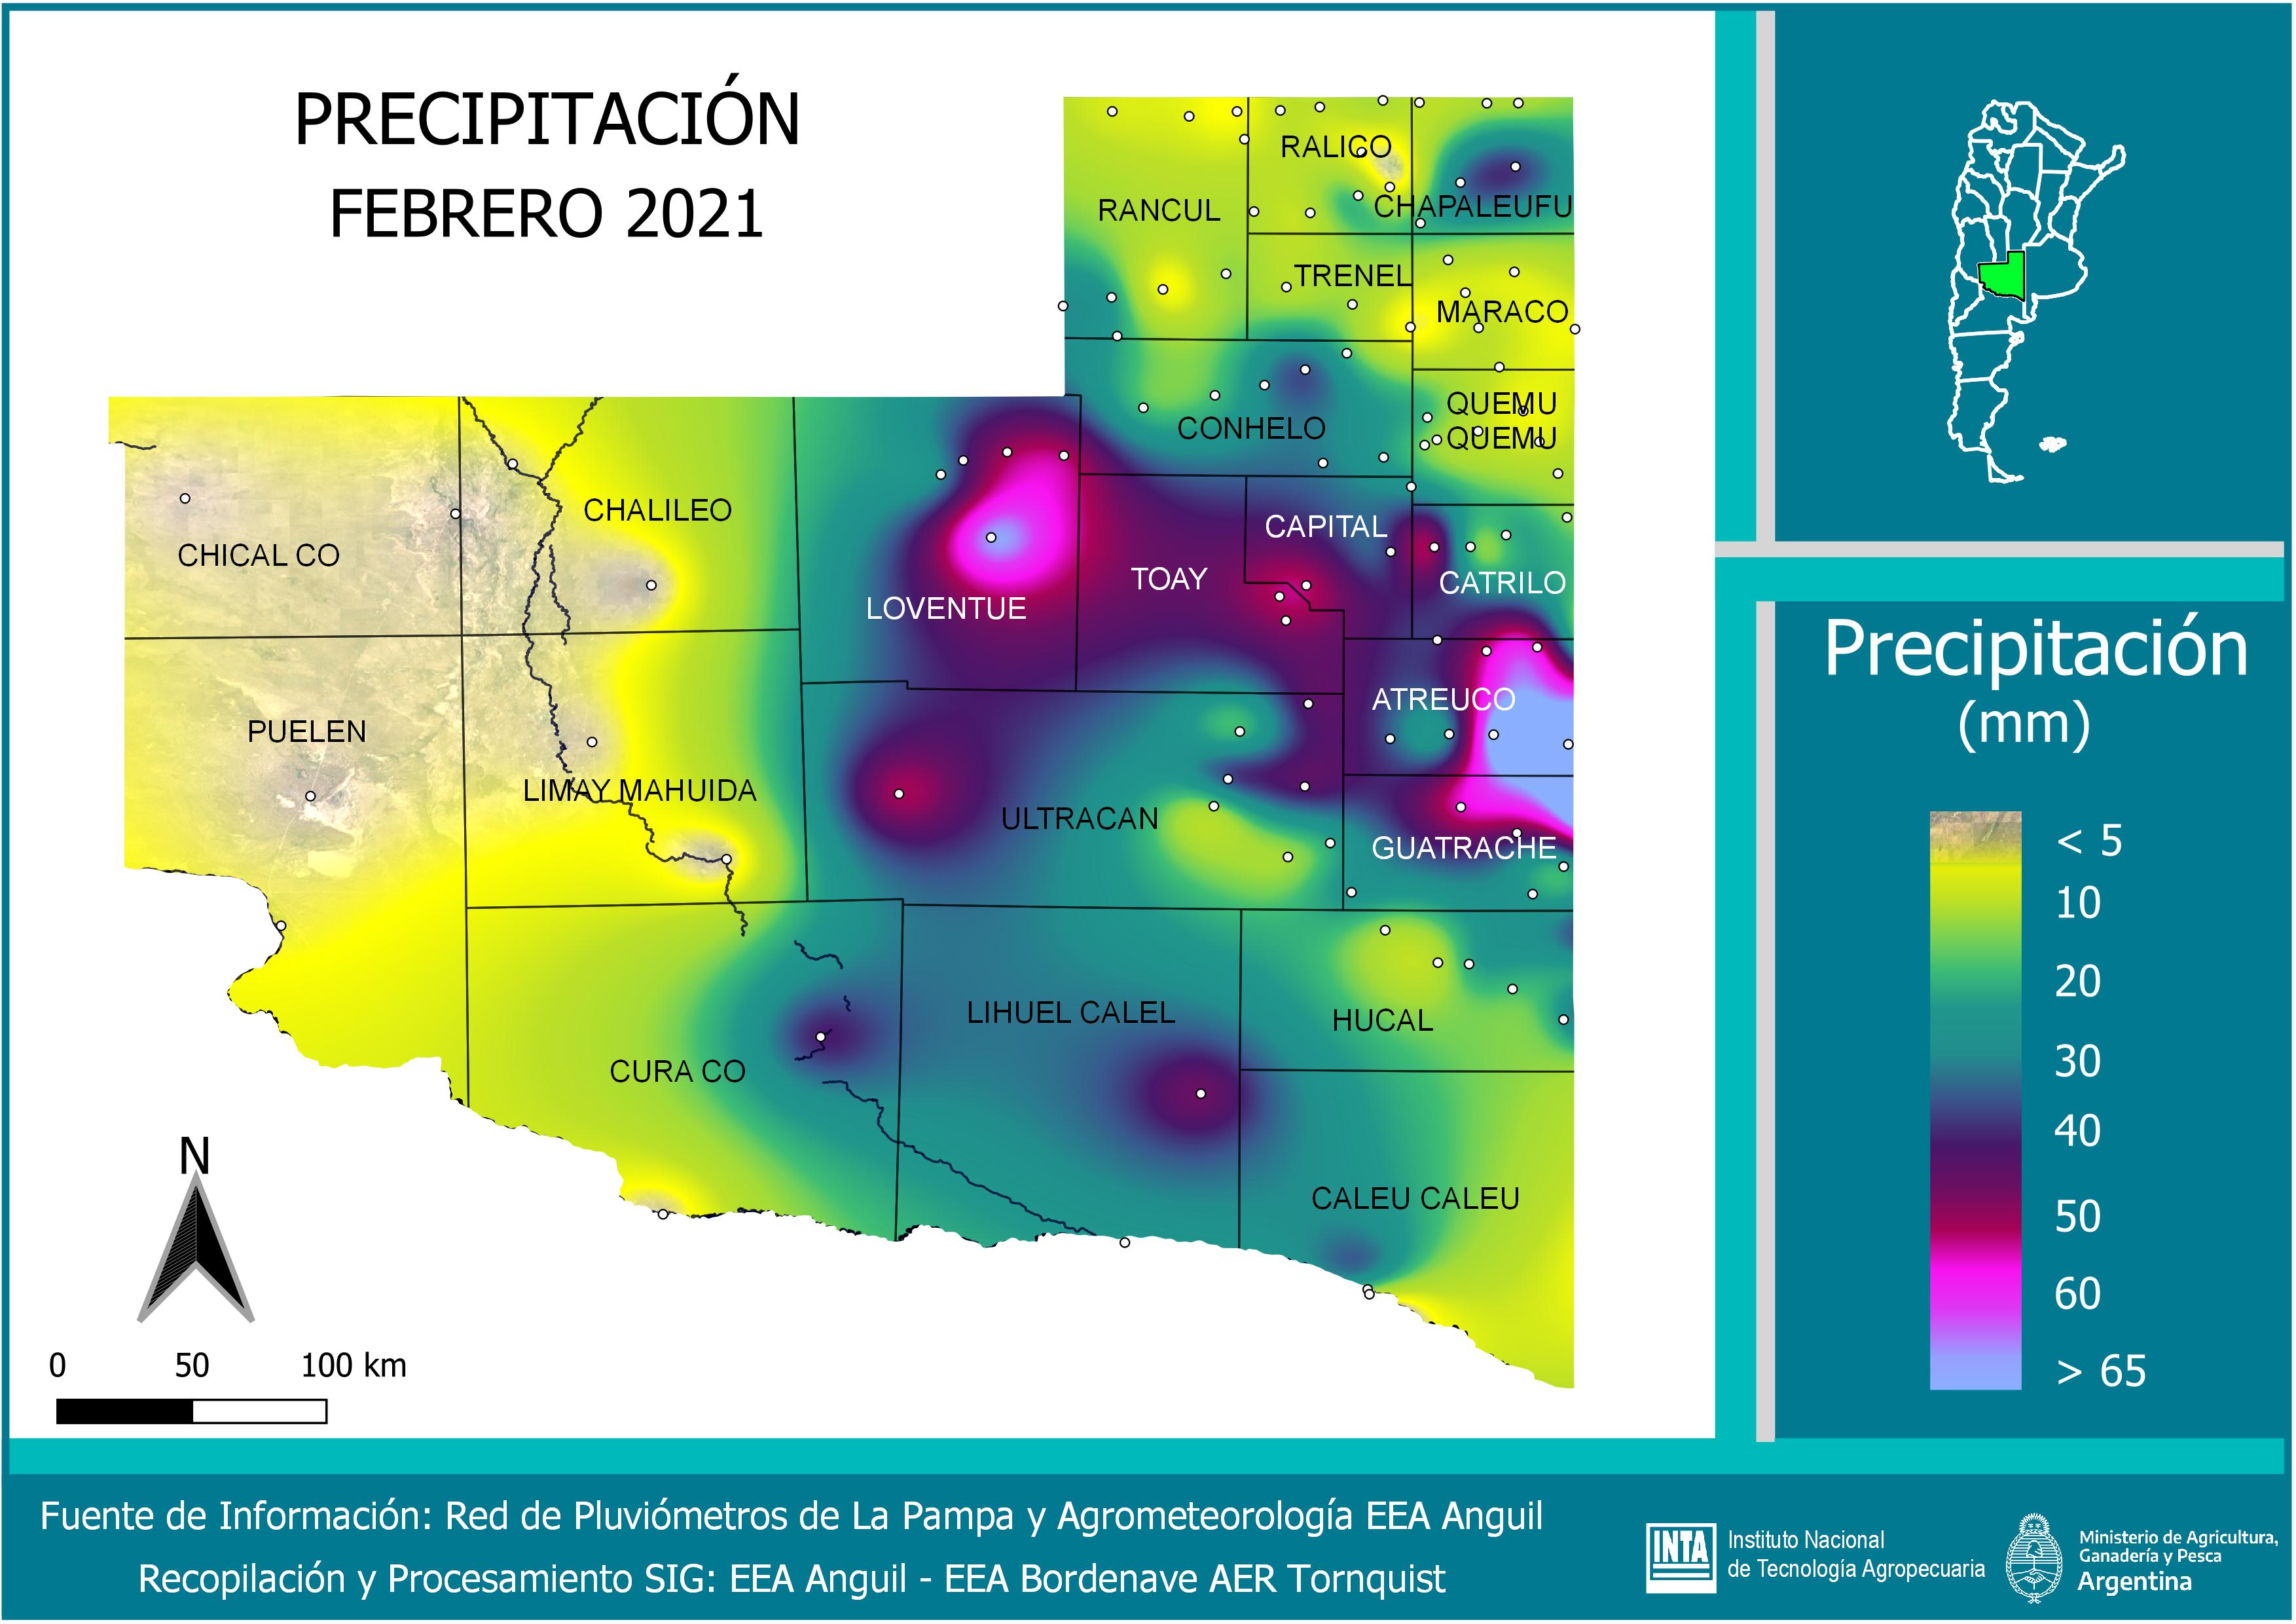 PRECIPITACIÓN
FEBRERO 2021
RALICO
RANCUL
CHAPALEUFU
TRENEL
MARACO
QUEMU
QUEMU
CONHELO
CHALILEO
CAPITAL
CHICAL CO
TOAY
CATRILO
LOVENTUE
PUELEN
ATREUCO
LIMAY MAHUIDA
ULTRACAN
GUATRACHE
LIHUEL CALEL
HUCAL
CURA CO
CALEU CALEU
N
0 50 100 km
Precipitación
(mm)
< 5
10
20
30
40
50
60
> 65
Fuente de Información: Red de Pluviómetros de La Pampa y Agrometeorología EEA Anguil
Recopilación y Procesamiento SIG: EEA Anguil - EEA Bordenave AER Tornquist
INTA
Instituto Nacional
de Tecnología Agropecuaria
Ministerio de Agricultura,
Ganadería y Pesca
Argentina